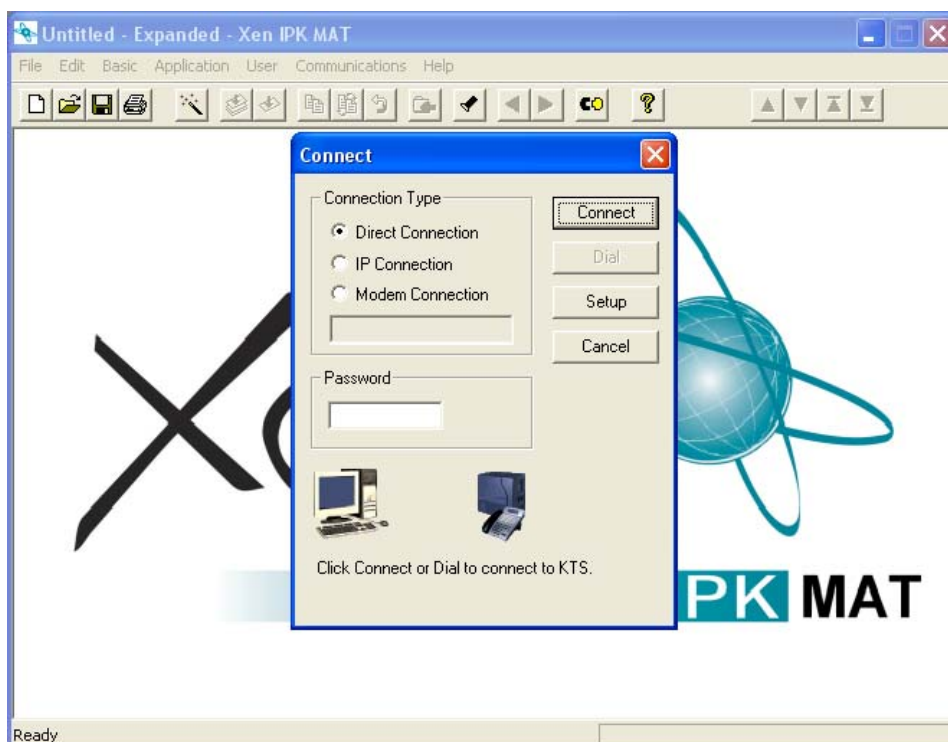 Untitled - Expanded - Xen IPK MAT
File Edit Basic Application User Communications Help
Connect
Connection Type
Direct Connection
IP Connection
Modem Connection
Connect
Dial
Setup
Cancel
Password
Click Connect or Dial to connect to KTS.
PK MAT
Ready